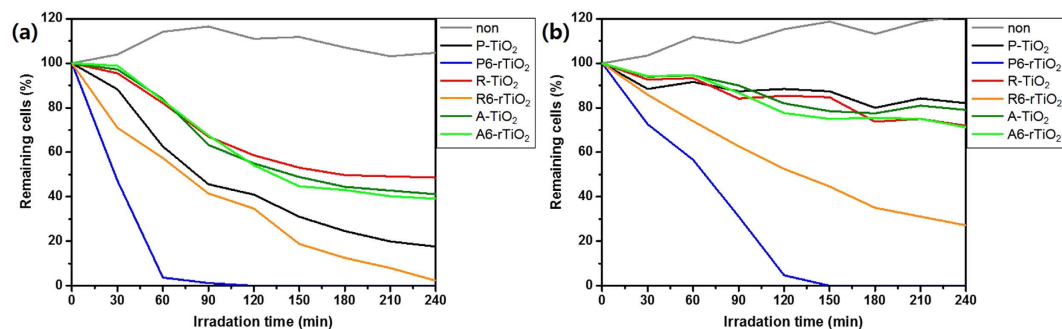 (a)
Remaining cells (%)
120
100
80
60
40
20
0
0 30 60 90 120 150 180 210 240
Irradation time (min)
non
P-TiO₂
P6-rTiO₂
R-TiO₂
R6-rTiO₂
A-TiO₂
A6-rTiO₂
(b)
Remaining cells (%)
120
100
80
60
40
20
0
0 30 60 90 120 150 180 210 240
Irradation time (min)
non
P-TiO₂
P6-rTiO₂
R-TiO₂
R6-rTiO₂
A-TiO₂
A6-rTiO₂